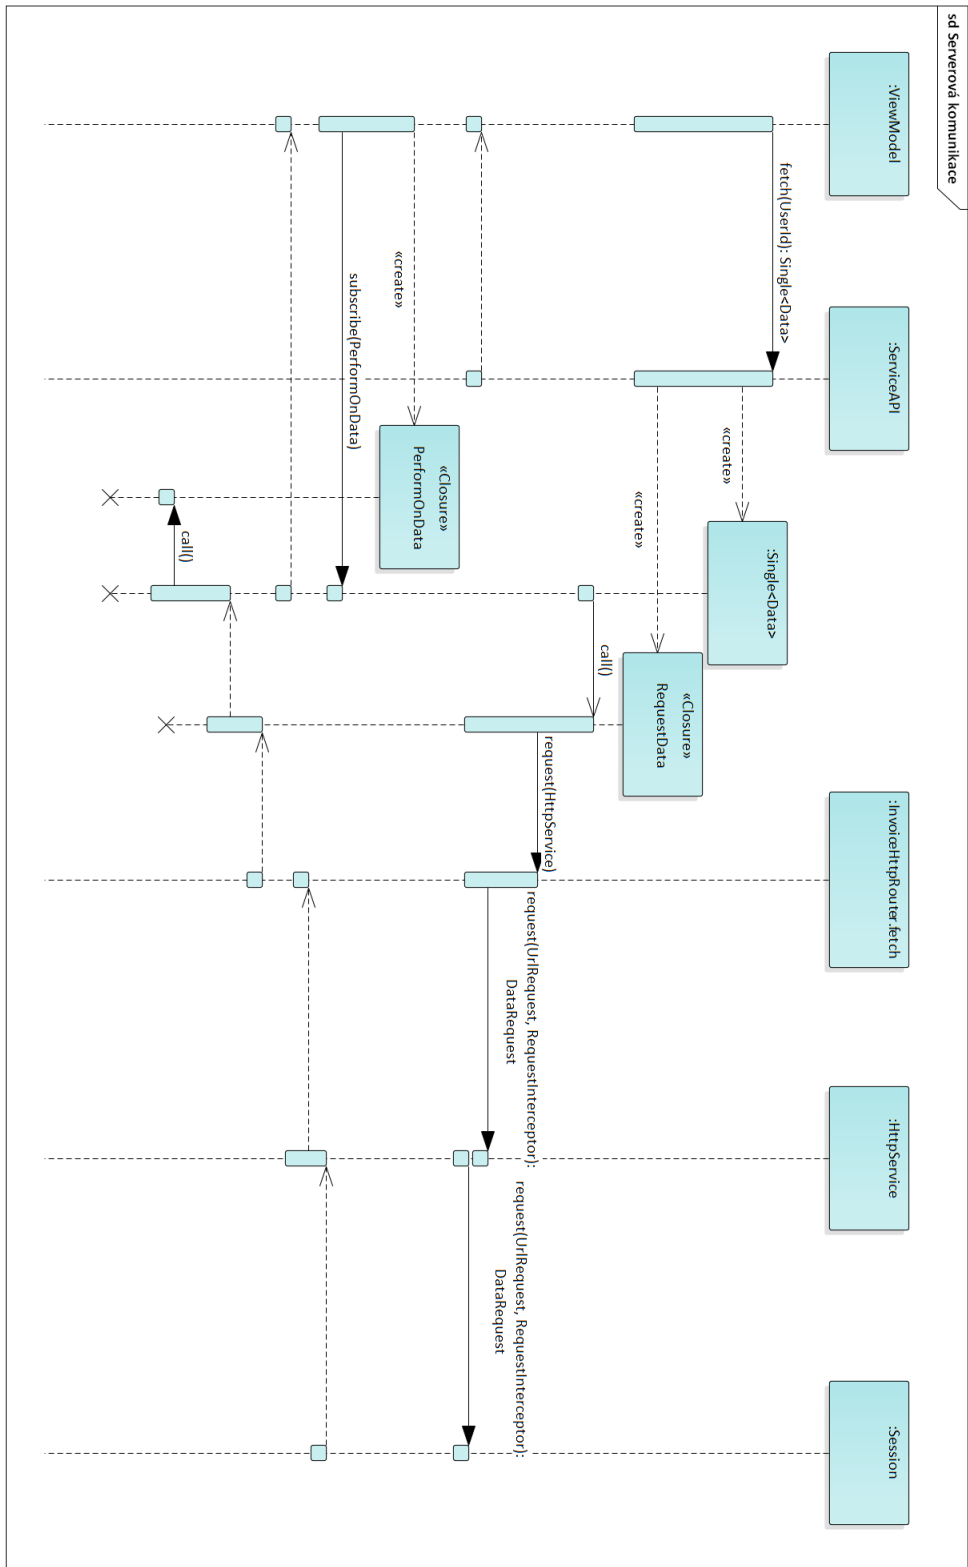 sd Serverová komunikace
:ViewModel
:ServiceAPI
:InvoiceHttpRouter.fetch
:HttpService
:Session
fetch(UserId): Single<Data>
«create»
:Single<Data>
«create»
«Closure»
RequestData
call()
request(HttpService)
request(UrlRequest, RequestInterceptor):
DataRequest
request(UrlRequest, RequestInterceptor):
DataRequest
«create»
«Closure»
PerformOnData
subscribe(PerformOnData)
call()